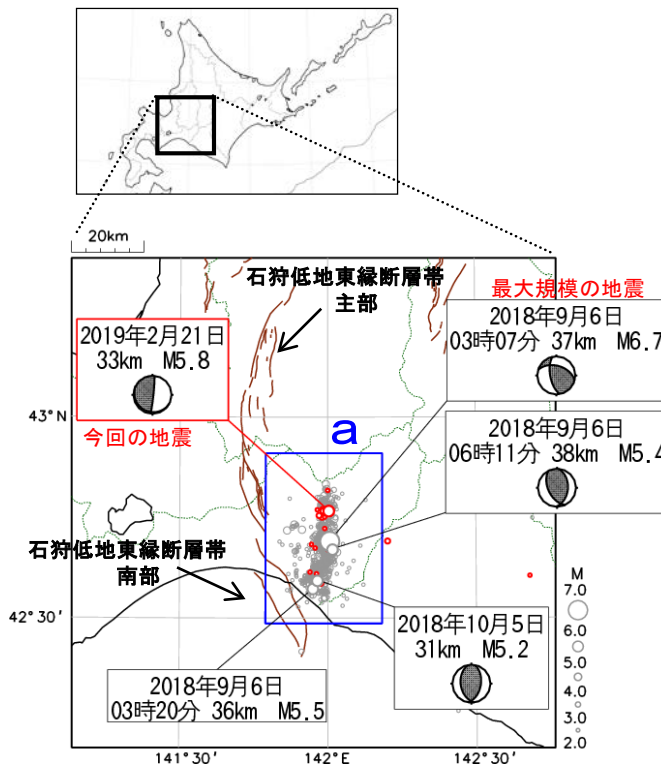 20km
石狩低地東縁断層帯
主部
最大規模の地震
2018年9月6日
03時07分 37km M6.7
2019年2月21日
33km M5.8
今回の地震
43°N
a
2018年9月6日
06時11分 38km M5.4
石狩低地東縁断層帯
南部
42°30′
2018年10月5日
31km M5.2
2018年9月6日
03時20分 36km M5.5
M
7.0
6.0
5.0
4.0
3.0
2.0
141°30′
142°E
142°30′